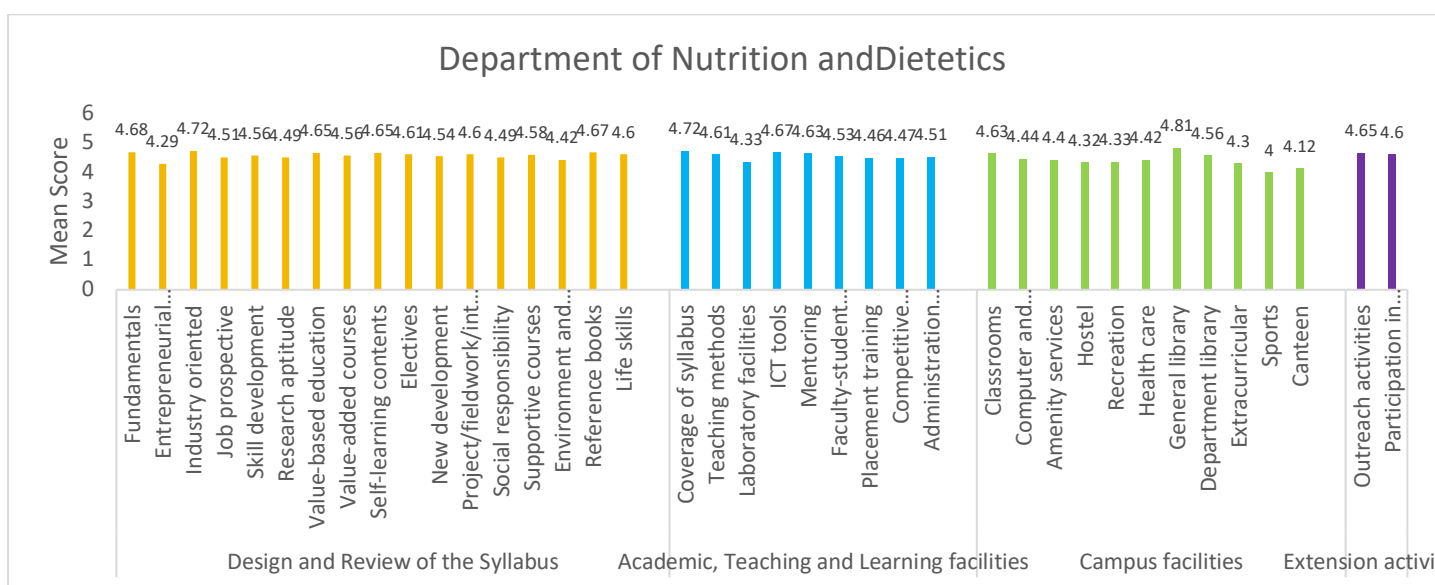 Department of Nutrition andDietetics
Mean Score
6
5
4
3
2
1
0
4.68
4.29
4.72
4.51
4.56
4.49
4.65
4.56
4.65
4.61
4.54
4.6
4.49
4.58
4.42
4.67
4.6
4.72
4.61
4.33
4.67
4.63
4.53
4.46
4.47
4.51
4.63
4.44
4.4
4.32
4.33
4.42
4.81
4.56
4.3
4
4.12
4.65
4.6
Fundamentals
Entrepreneurial…
Industry oriented
Job prospective
Skill development
Research aptitude
Value-based education
Value-added courses
Self-learning contents
Electives
New development
Project/fieldwork/int…
Social responsibility
Supportive courses
Environment and…
Reference books
Life skills
Coverage of syllabus
Teaching methods
Laboratory facilities
ICT tools
Mentoring
Faculty-student…
Placement training
Competitive…
Administration…
Classrooms
Computer and…
Amenity services
Hostel
Recreation
Health care
General library
Department library
Extracurricular
Sports
Canteen
Outreach activities
Participation in…
Design and Review of the Syllabus
Academic, Teaching and Learning facilities
Campus facilities
Extension activi